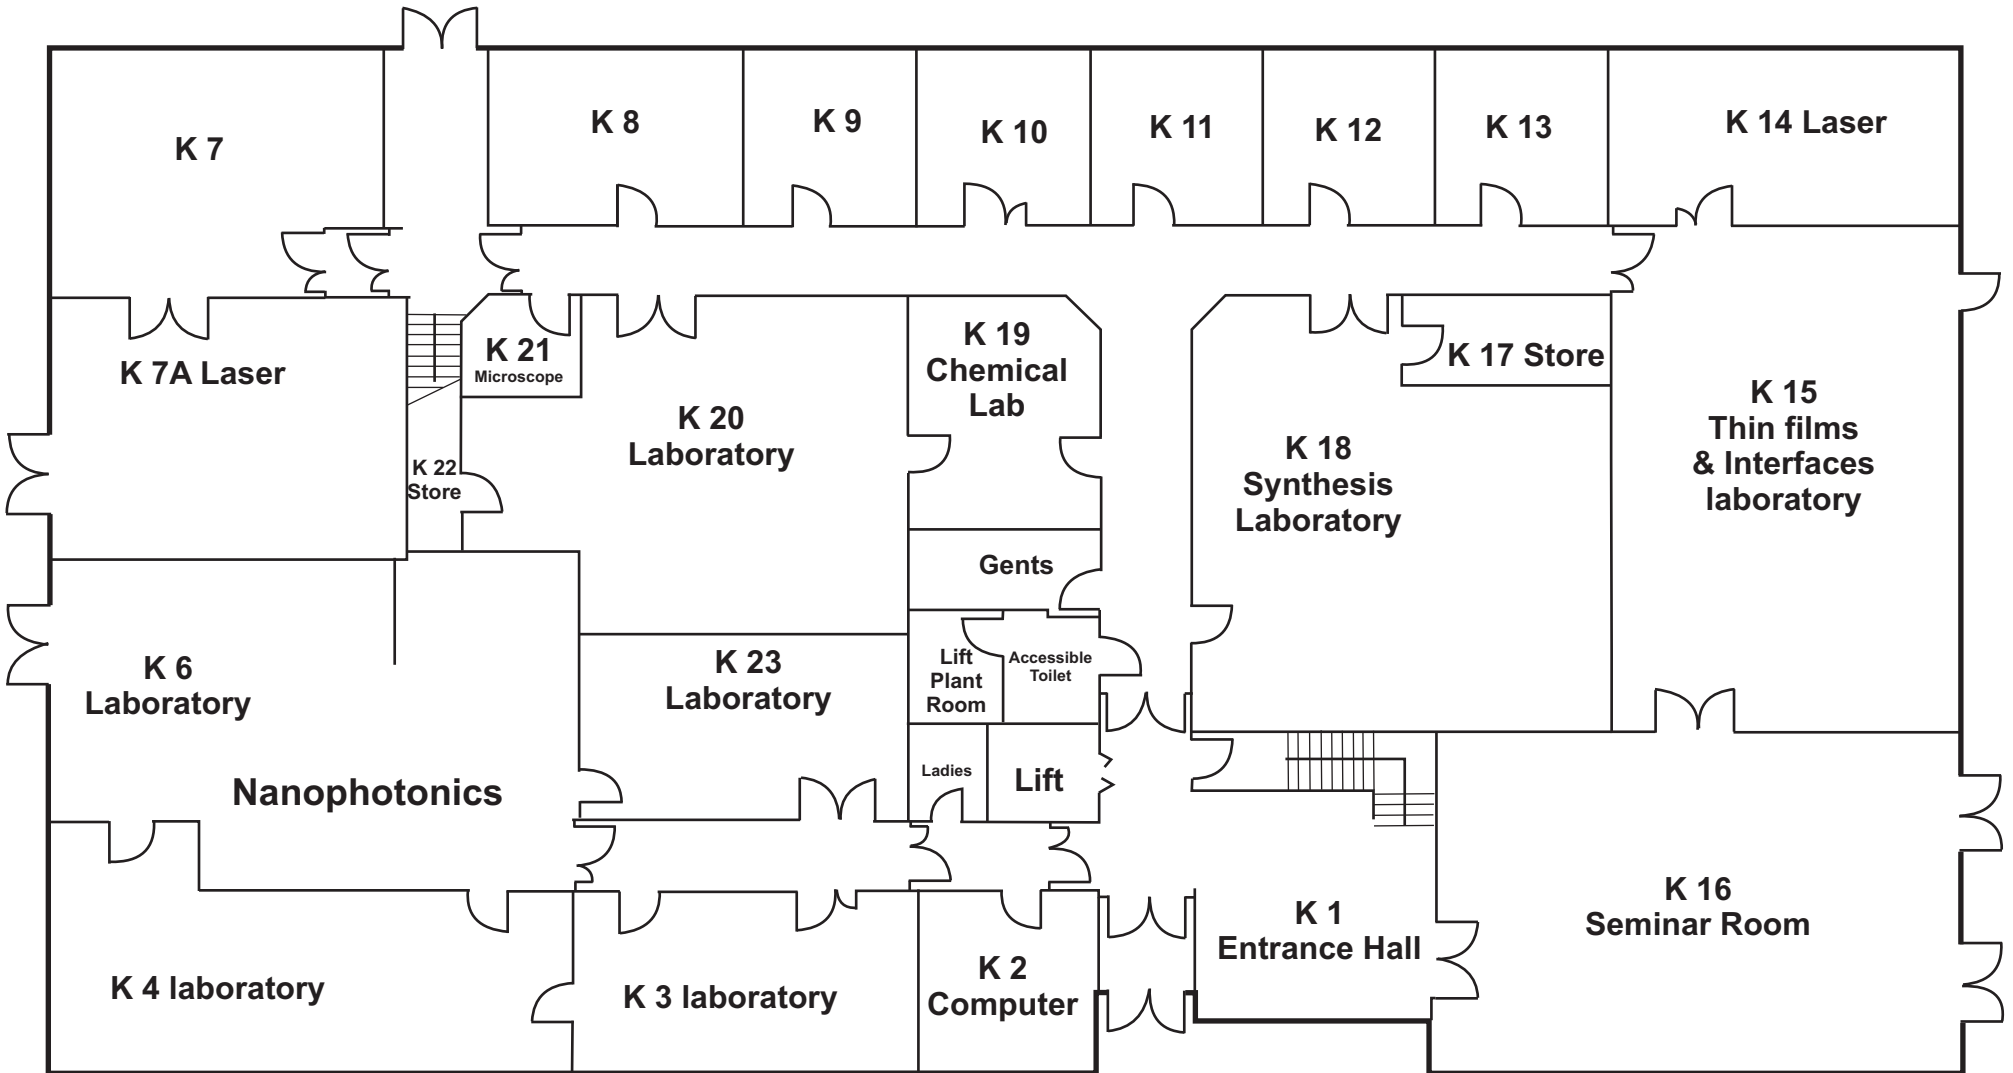 K 7
K 8
K 9
K 10
K 11
K 12
K 13
K 14 Laser
K 7A Laser
K 21
Microscope
K 22
Store
K 20
Laboratory
K 19
Chemical
Lab
K 17 Store
K 18
Synthesis
Laboratory
K 15
Thin films
& Interfaces
laboratory
Gents
K 6
Laboratory
K 23
Laboratory
Lift
Plant
Room
Accessible
Toilet
Nanophotonics
Ladies
Lift
K 4 laboratory
K 3 laboratory
K 2
Computer
K 1
Entrance Hall
K 16
Seminar Room